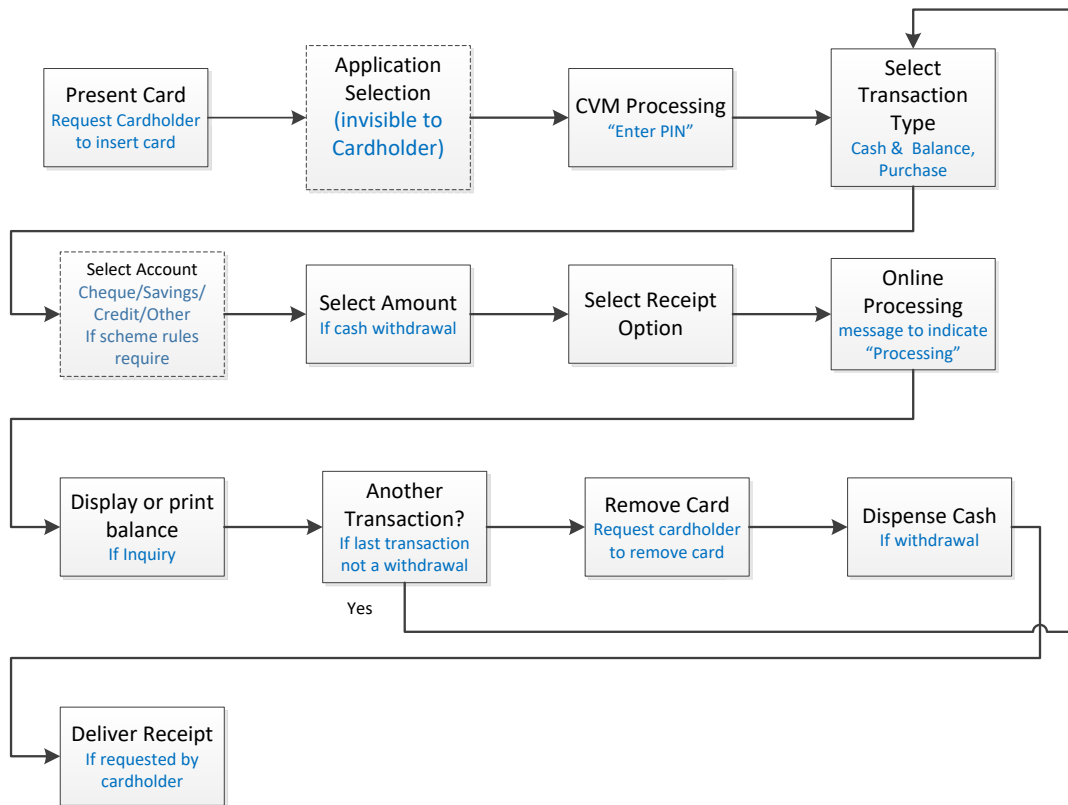 Present Card
Request Cardholder
to insert card
Application
Selection
(invisible to
Cardholder)
CVM Processing
“Enter PIN”
Select
Transaction
Type
Cash &  Balance,
Purchase
Select Account
Cheque/Savings/
Credit/Other
If scheme rules
require
Select Amount
If cash withdrawal
Select Receipt
Option
Online
Processing
message to indicate
“Processing”
Display or print
balance
If Inquiry
Another
Transaction?
If last transaction
not a withdrawal
Remove Card
Request cardholder
to remove card
Dispense Cash
If withdrawal
Yes
Deliver Receipt
If requested by
cardholder